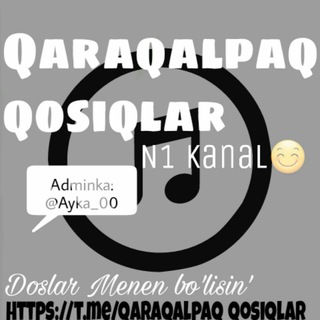 Qaraqalpaq
qosiqlar
N1 Kanal😊
Adminka:
@Ayka_00
Doslar Menen bo'lisin'
https://t.me/qaraqalpaq_qosiqlar